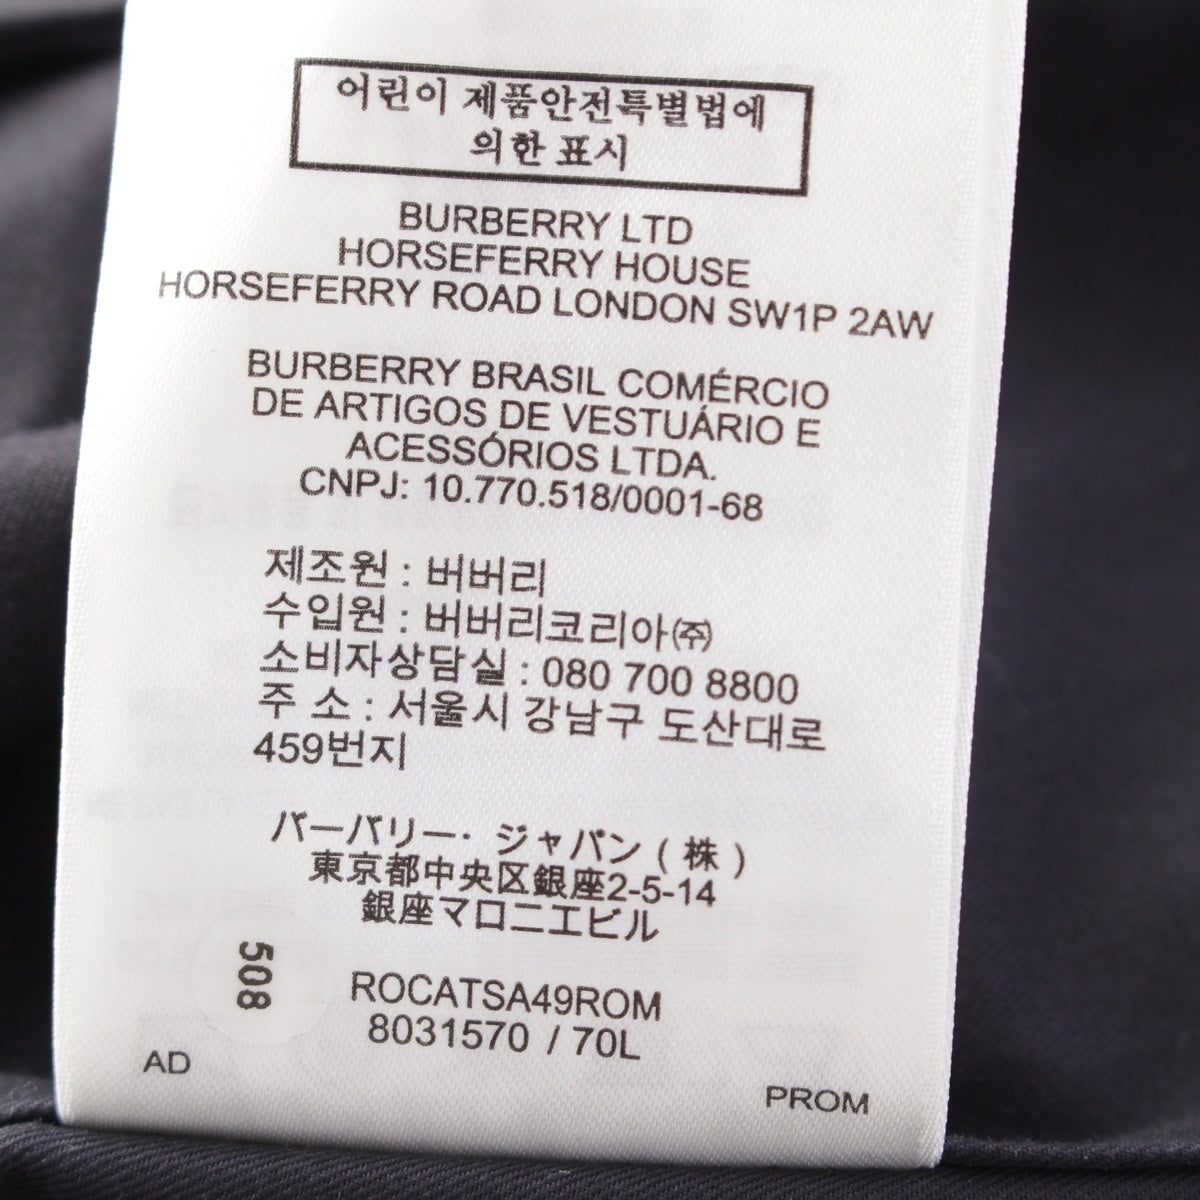 어린이 제품안전특별법에
의한 표시
BURBERRY LTD
HORSEFERRY HOUSE
HORSEFERRY ROAD LONDON SW1P 2AW
BURBERRY BRASIL COMÉRCIO
DE ARTIGOS DE VESTUÁRIO E
ACESSÓRIOS LTDA.
CNPJ: 10.770.518/0001-68
제조원 : 버버리
수입원 : 버버리코리아㈜
소비자상담실 : 080 700 8800
주 소 : 서울시 강남구 도산대로
459번지
バーバリー・ジャパン(株)
東京都中央区銀座2-5-14
銀座マロニエビル
508
ROCATSA49ROM
8031570 / 70L
AD
PROM